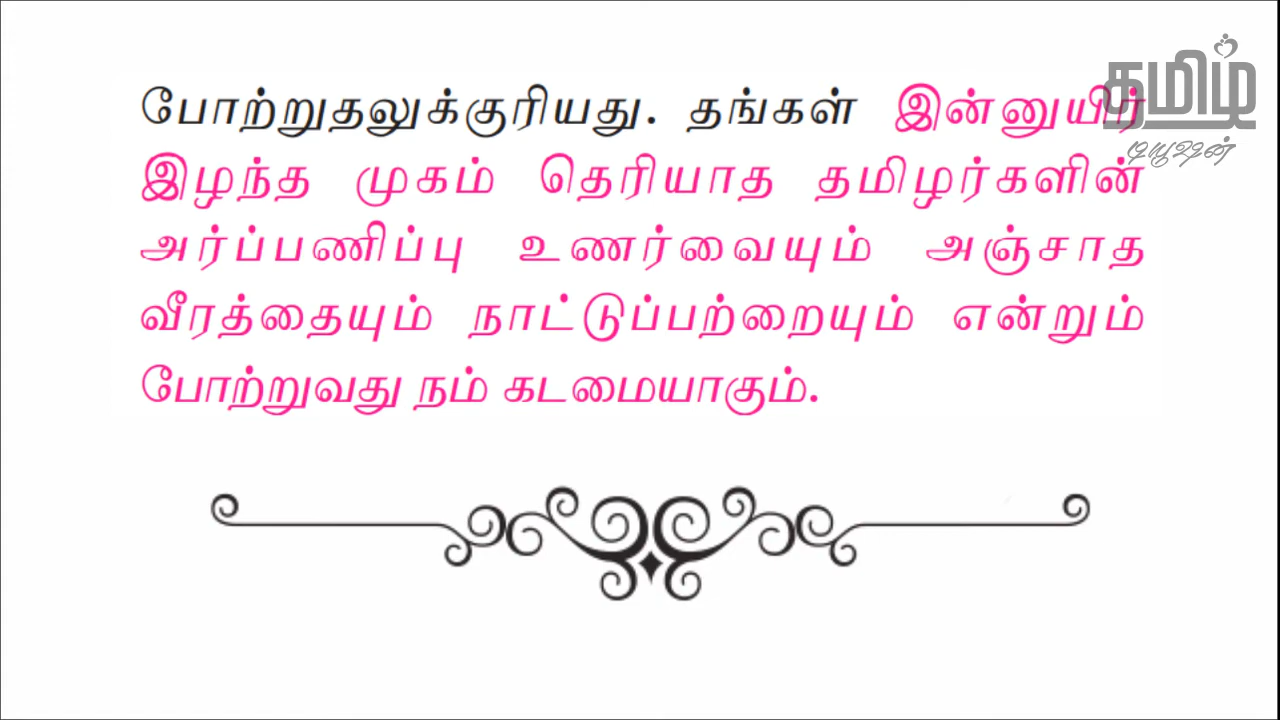 போற்றுதலுக்குரியது. தங்கள் இன்னுயிர்
இழந்த முகம் தெரியாத தமிழர்களின்
அர்ப்பணிப்பு உணர்வையும் அஞ்சாத
வீரத்தையும் நாட்டுப்பற்றையும் என்றும்
போற்றுவது நம் கடமையாகும்.
தமிழ்
டியூஷன்